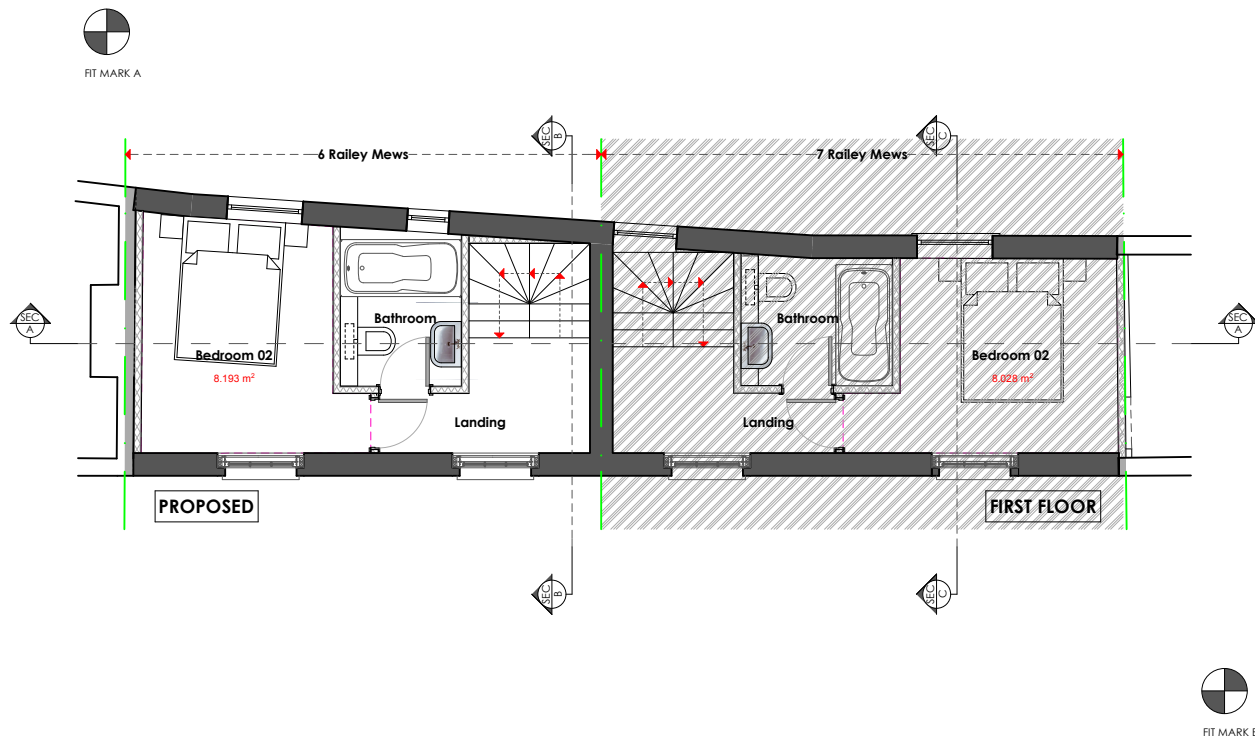 FIT MARK A
SEC B
SEC C
6 Railey Mews
7 Railey Mews
SEC A
SEC A
Bathroom
Bathroom
Bedroom 02
Bedroom 02
8.193 m²
8.028 m²
Landing
Landing
PROPOSED
FIRST FLOOR
SEC B
SEC C
FIT MARK B